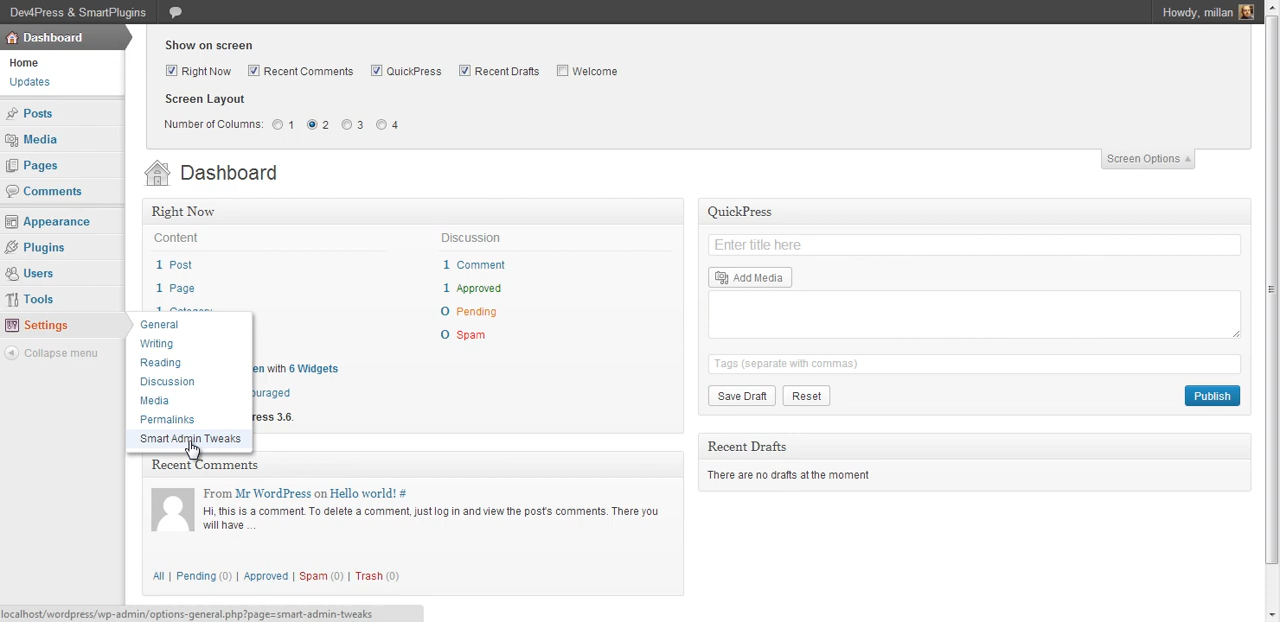 Dev4Press & SmartPlugins
Howdy, millan
Dashboard
Home
Updates
Posts
Media
Pages
Comments
Appearance
Plugins
Users
Tools
Settings
Collapse menu
General
Writing
Reading
Discussion
Media
Permalinks
Smart Admin Tweaks
Show on screen
Right Now
Recent Comments
QuickPress
Recent Drafts
Welcome
Screen Layout
Number of Columns: 1 2 3 4
Screen Options
Dashboard
Right Now
Content
Discussion
1 Post
1 Comment
1 Page
1 Approved
0 Pending
0 Spam
with 6 Widgets
3.6.
Recent Comments
From Mr WordPress on Hello world! #
Hi, this is a comment. To delete a comment, just log in and view the post's comments. There you
will have ...
All | Pending (0) | Approved | Spam (0) | Trash (0)
QuickPress
Enter title here
Add Media
Tags (separate with commas)
Save Draft
Reset
Publish
Recent Drafts
There are no drafts at the moment
localhost/wordpress/wp-admin/options-general.php?page=smart-admin-tweaks